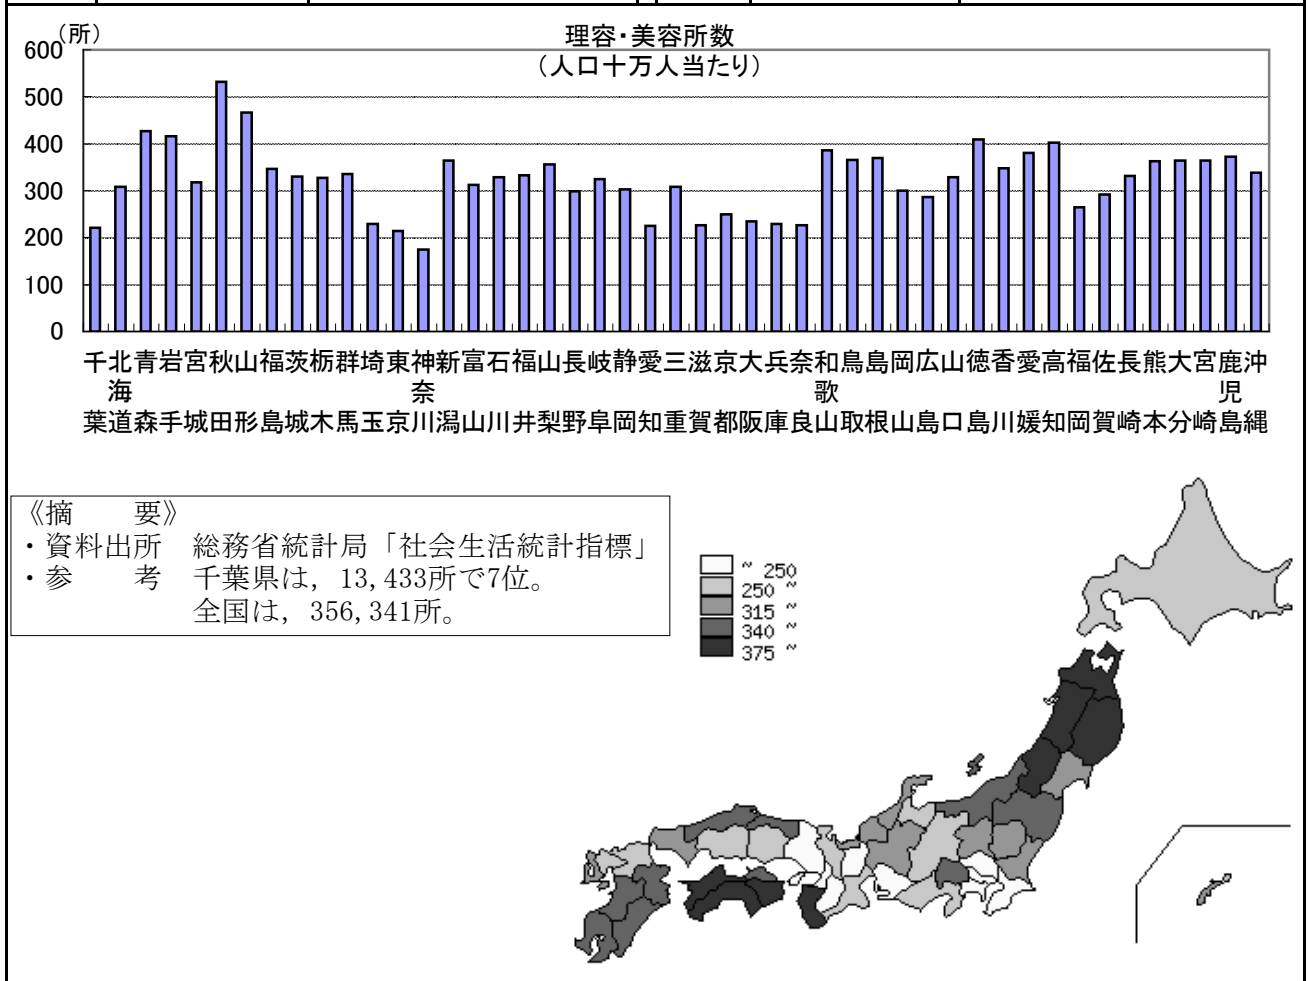 (所)
理容・美容所数
(人口十万人当たり)
600
500
400
300
200
100
0
千葉 北海道 青森 岩手 宮城 秋田 山形 福島 茨城 栃木 群馬 埼玉 東京 神奈川 新潟 富山 石川 福井 山梨 長野 岐阜 静岡 愛知 三重 滋賀 京都 大阪 兵庫 奈良 和歌山 鳥取 島根 岡山 広島 山口 徳島 香川 愛媛 高知 福岡 佐賀 長崎 熊本 大分 宮崎 鹿児島 沖縄
《摘　　要》
・資料出所　総務省統計局「社会生活統計指標」
・参　　考　千葉県は，13,433所で7位。
全国は，356,341所。
~ 250
250 ~
315 ~
340 ~
375 ~